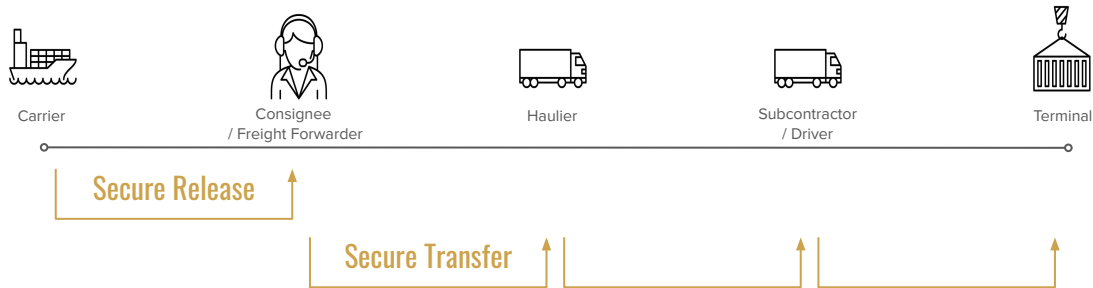 Carrier
Consignee
/ Freight Forwarder
Haulier
Subcontractor
/ Driver
Terminal
Secure Release
Secure Transfer